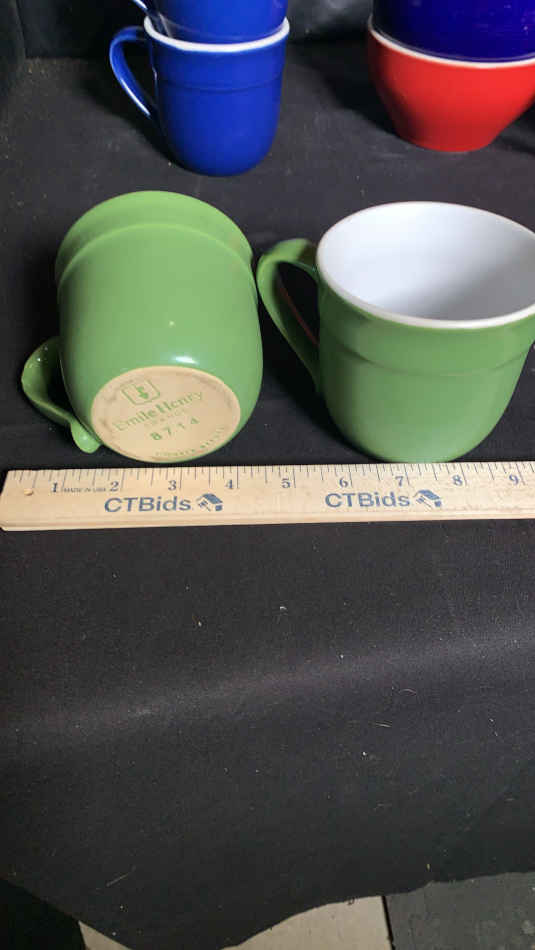 Emile Henry
FRANCE
8714
1 MADE IN USA 2 3 4 5 6 7 8 9
CTBids CTBids